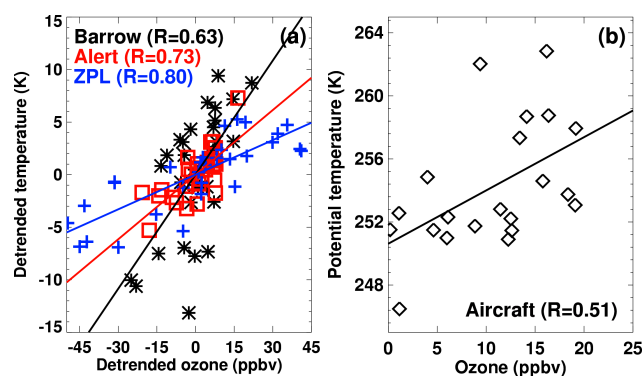 Barrow (R=0.63) (a)
Alert (R=0.73)
ZPL (R=0.80)
Detrended temperature (K)
15
10
5
0
-5
-10
-15
-45 -30 -15 0 15 30 45
Detrended ozone (ppbv)
(b)
Potential temperature (K)
264
260
256
252
248
Aircraft (R=0.51)
0 5 10 15 20 25
Ozone (ppbv)